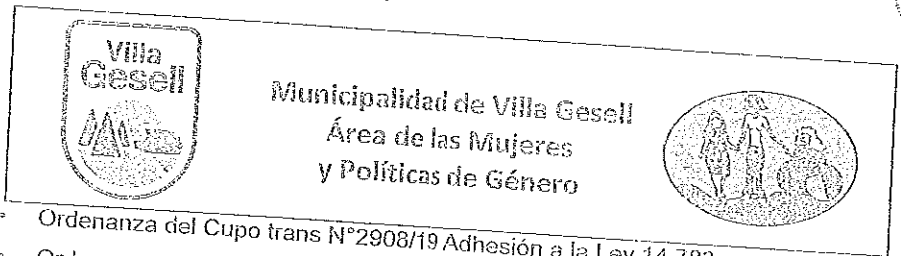 Villa
Gesell
Municipalidad de Villa Gesell
Área de las Mujeres
y Políticas de Género
Ordenanza del Cupo trans N°2908/19 Adhesión a la Ley 14.783